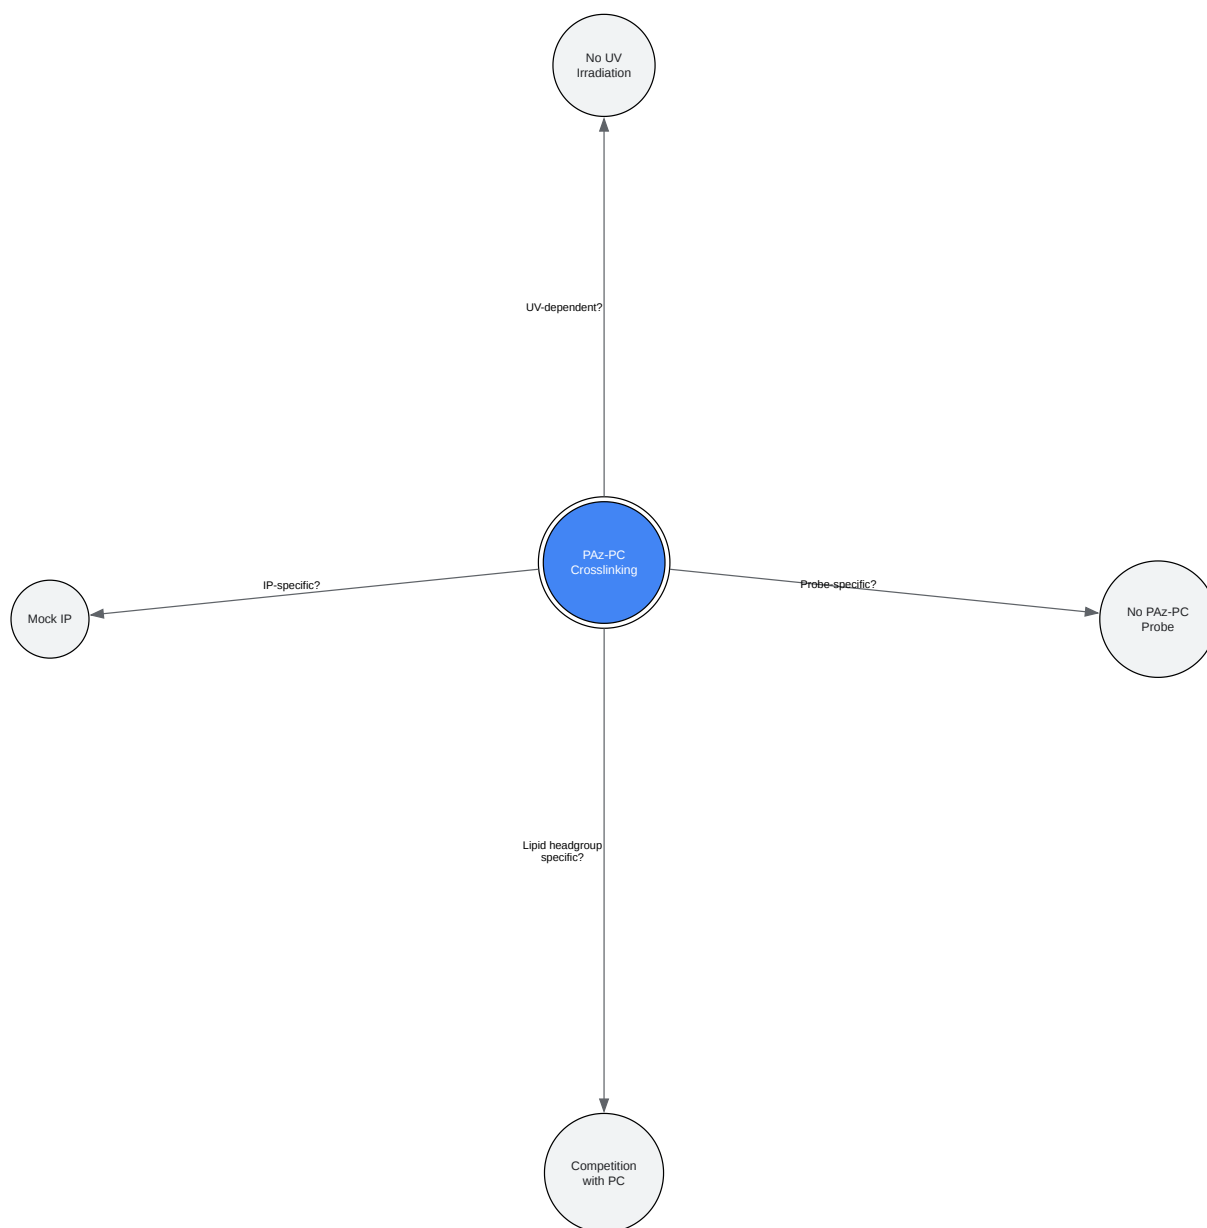 No UV
Irradiation
UV-dependent?
PAz-PC
Crosslinking
IP-specific?
Probe-specific?
Mock IP
No PAz-PC
Probe
Lipid headgroup
specific?
Competition
with PC